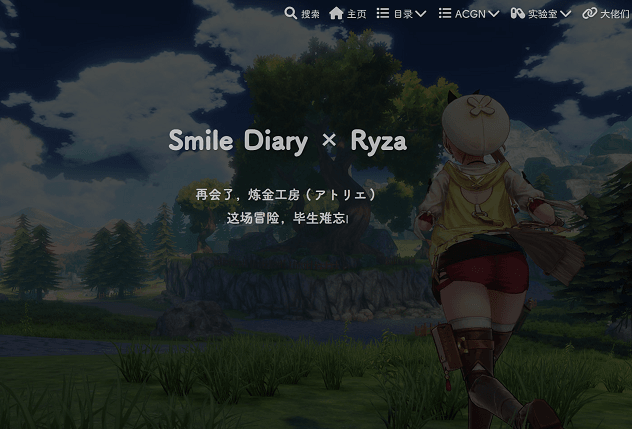 搜索 主页 目录 ACGN 实验室 大佬们
Smile Diary × Ryza
再会了，炼金工房（アトリエ）
这场冒险，毕生难忘